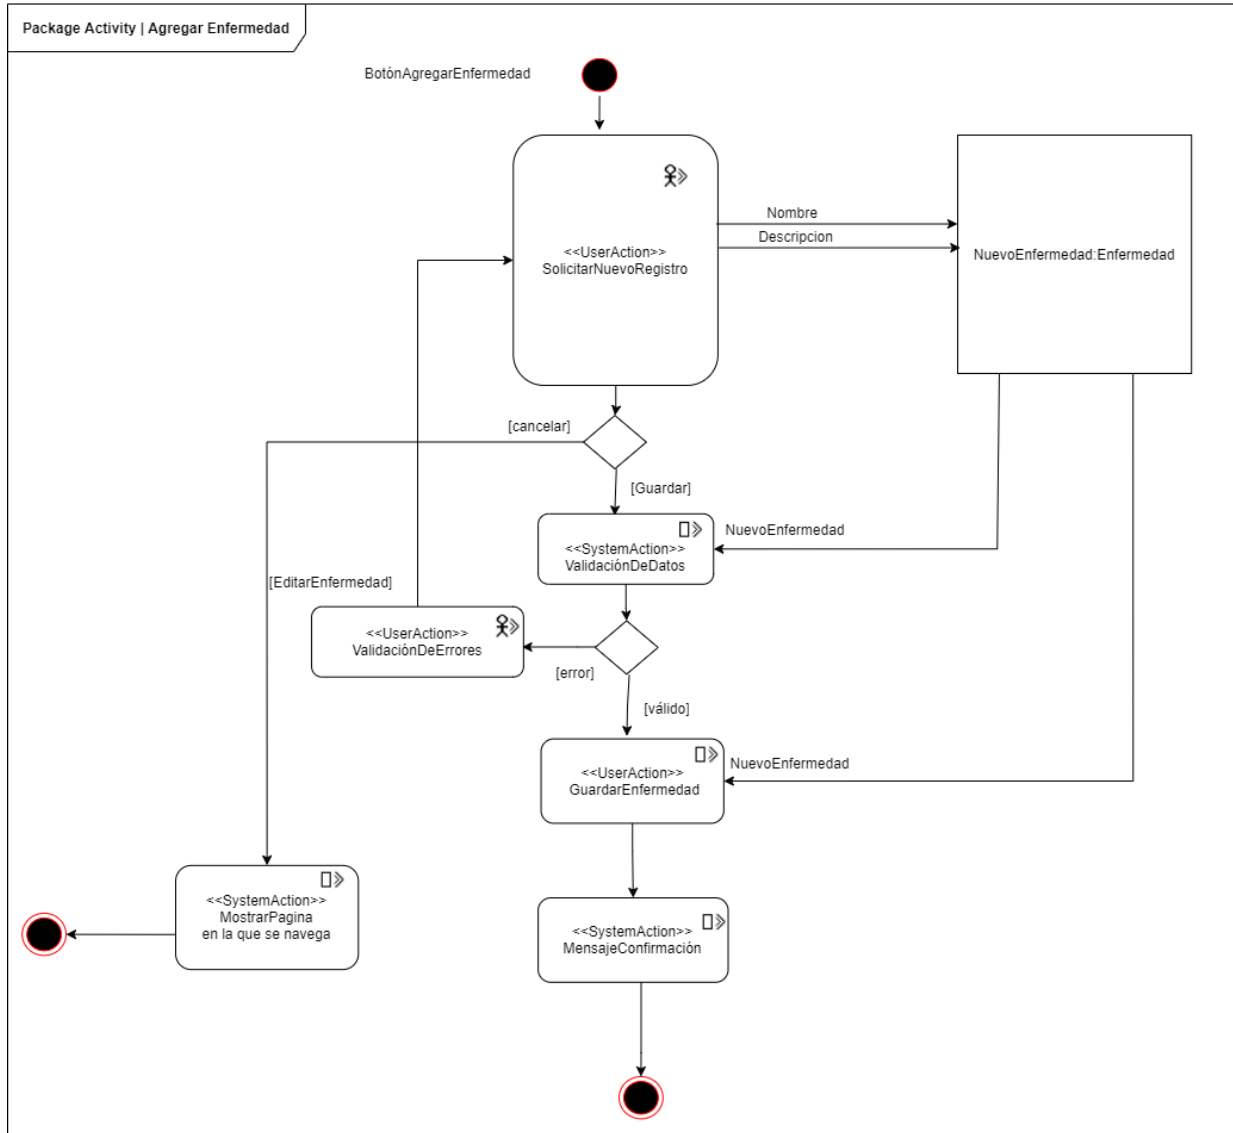 Package Activity | Agregar Enfermedad
BotónAgregarEnfermedad
<<UserAction>>
SolicitarNuevoRegistro
Nombre
Descripcion
NuevoEnfermedad:Enfermedad
[cancelar]
[Guardar]
<<SystemAction>>
ValidaciónDeDatos
NuevoEnfermedad
[EditarEnfermedad]
<<UserAction>>
ValidaciónDeErrores
[error]
[válido]
<<UserAction>>
GuardarEnfermedad
NuevoEnfermedad
<<SystemAction>>
MostrarPagina
en la que se navega
<<SystemAction>>
MensajeConfirmación